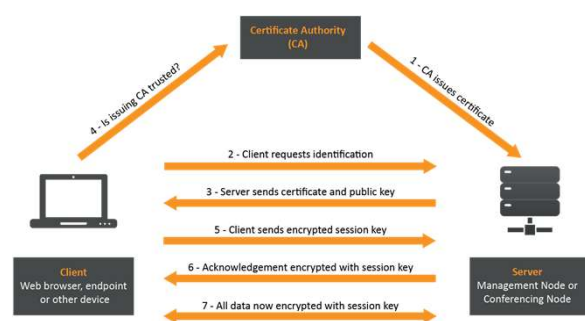 Certificate Authority
(CA)
4 - Is issuing CA trusted?
1 - CA issues certificate
2 - Client requests identification
3 - Server sends certificate and public key
5 - Client sends encrypted session key
6 - Acknowledgement encrypted with session key
7 - All data now encrypted with session key
Client
Web browser, endpoint
or other device
Server
Management Node or
Conferencing Node